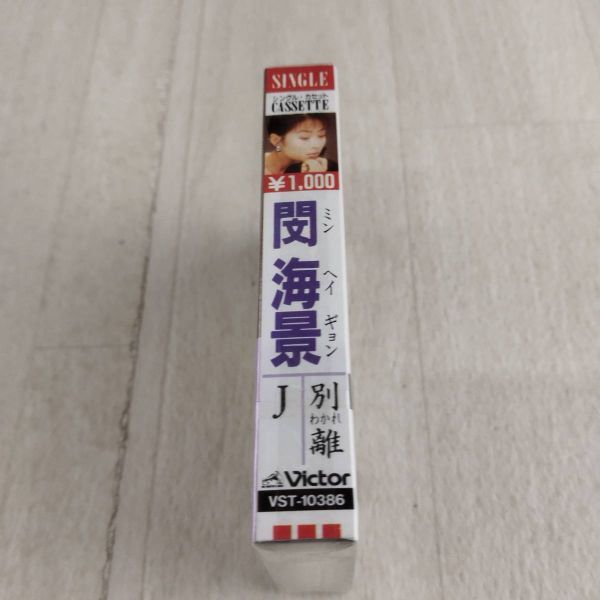 SINGLE
シングル・カセット
CASSETTE
¥1,000
閔海景
ミン ヘイ ギョン
別離
わかれ
J
Victor
VST-10386